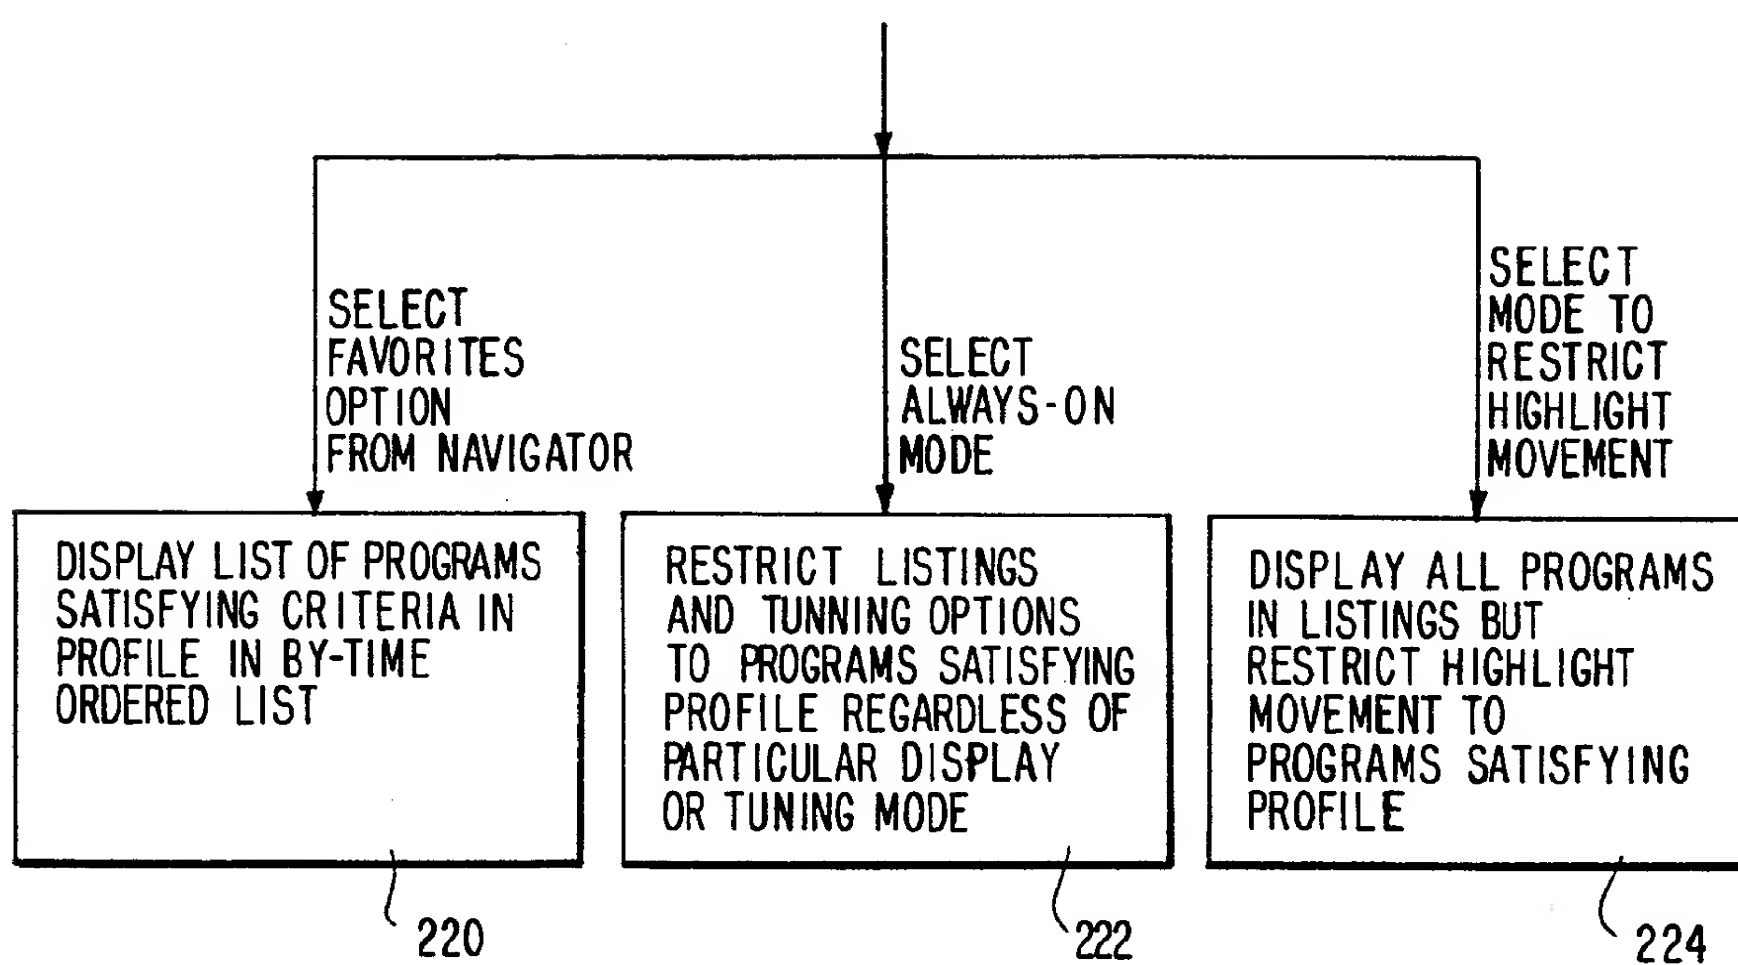 SELECT
FAVORITES
OPTION
FROM NAVIGATOR
SELECT
ALWAYS-ON
MODE
SELECT
MODE TO
RESTRICT
HIGHLIGHT
MOVEMENT
DISPLAY LIST OF PROGRAMS
SATISFYING CRITERIA IN
PROFILE IN BY-TIME
ORDERED LIST
220
RESTRICT LISTINGS
AND TUNNING OPTIONS
TO PROGRAMS SATISFYING
PROFILE REGARDLESS OF
PARTICULAR DISPLAY
OR TUNING MODE
222
DISPLAY ALL PROGRAMS
IN LISTINGS BUT
RESTRICT HIGHLIGHT
MOVEMENT TO
PROGRAMS SATISFYING
PROFILE
224